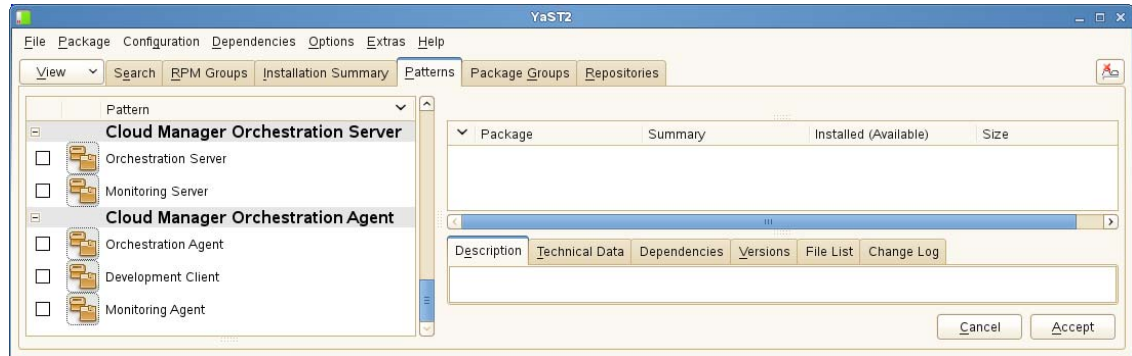 YaST2
File Package Configuration Dependencies Options Extras Help
View Search RPM Groups Installation Summary Patterns Package Groups Repositories
Pattern
Cloud Manager Orchestration Server
Orchestration Server
Monitoring Server
Cloud Manager Orchestration Agent
Orchestration Agent
Development Client
Monitoring Agent
Package Summary Installed (Available) Size
Description Technical Data Dependencies Versions File List Change Log
Cancel Accept